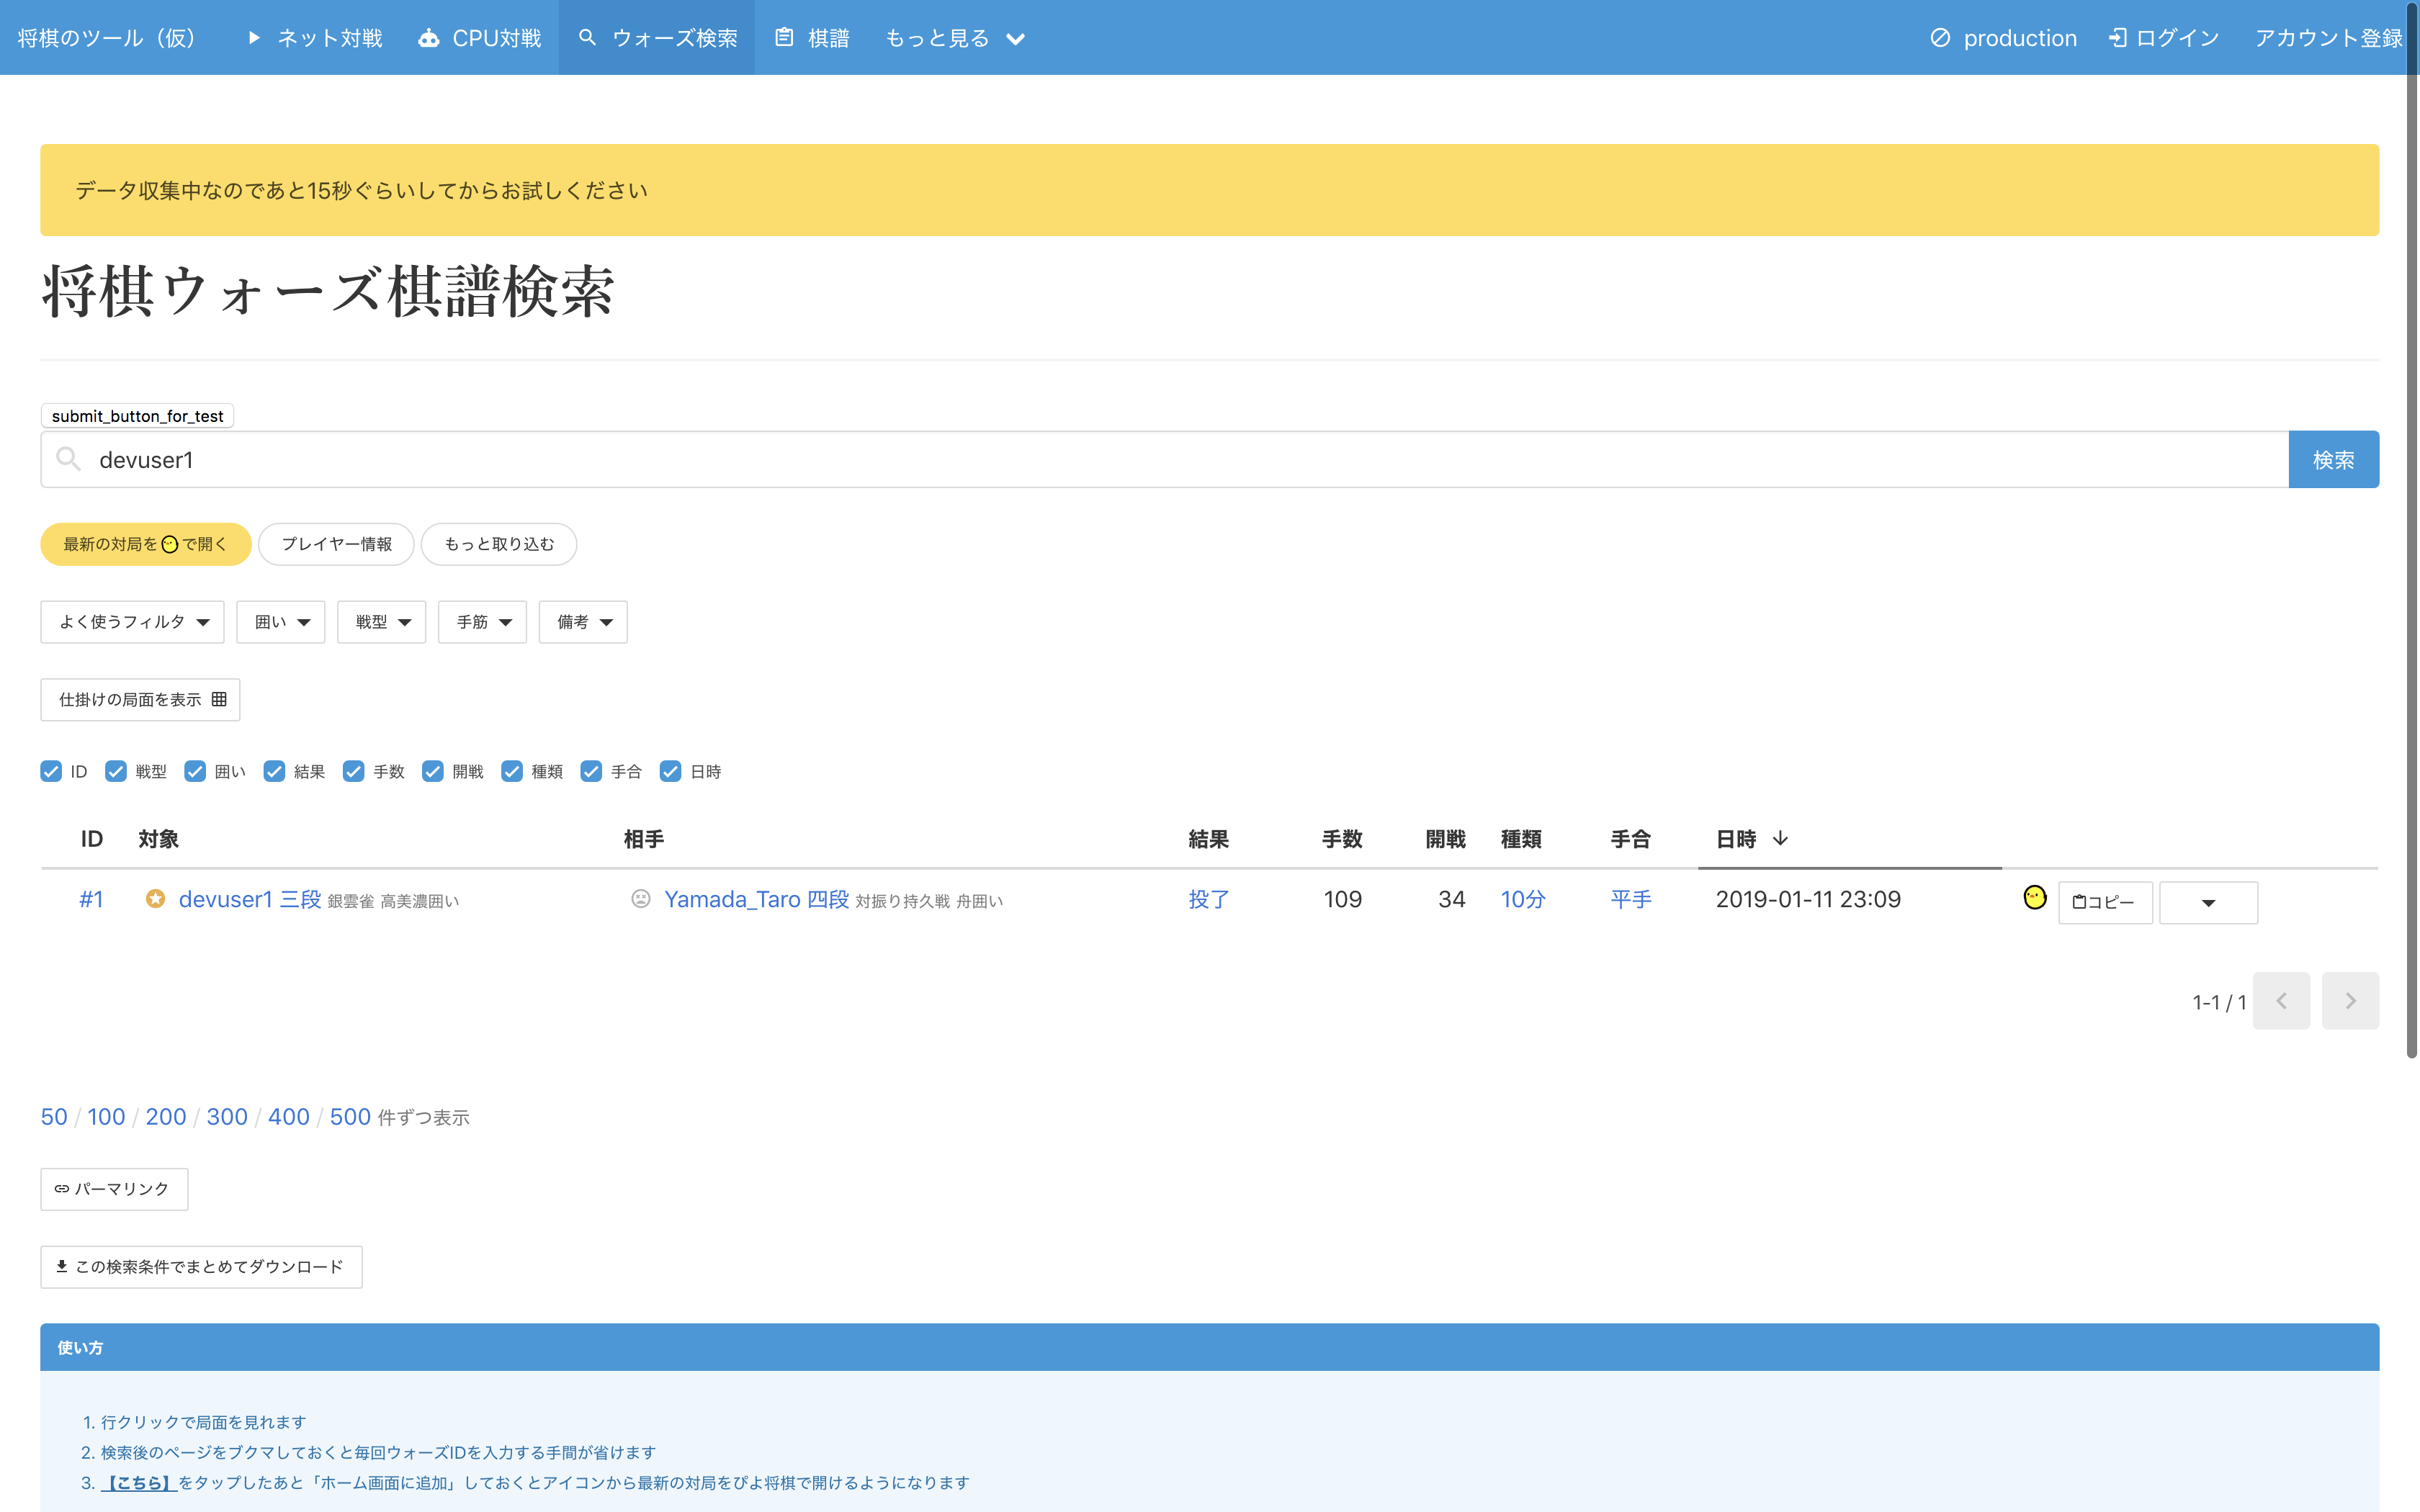 将棋のツール（仮） ネット対戦 CPU対戦 ウォーズ検索 棋譜 もっと見る production ログイン アカウント登録
データ収集中なのであと15秒ぐらいしてからお試しください
将棋ウォーズ棋譜検索
submit_button_for_test
devuser1 検索
最新の対局を で開く プレイヤー情報 もっと取り込む
よく使うフィルタ 囲い 戦型 手筋 備考
仕掛けの局面を表示
ID 戦型 囲い 結果 手数 開戦 種類 手合 日時
ID 対象 相手 結果 手数 開戦 種類 手合 日時
#1 devuser1 三段 銀雲雀 高美濃囲い Yamada_Taro 四段 対振り持久戦 舟囲い 投了 109 34 10分 平手 2019-01-11 23:09 コピー
1-1 / 1
50 / 100 / 200 / 300 / 400 / 500 件ずつ表示
パーマリンク
この検索条件でまとめてダウンロード
使い方
1. 行クリックで局面を見れます
2. 検索後のページをブクマしておくと毎回ウォーズIDを入力する手間が省けます
3. 【こちら】をタップしたあと「ホーム画面に追加」しておくとアイコンから最新の対局をぴよ将棋で開けるようになります